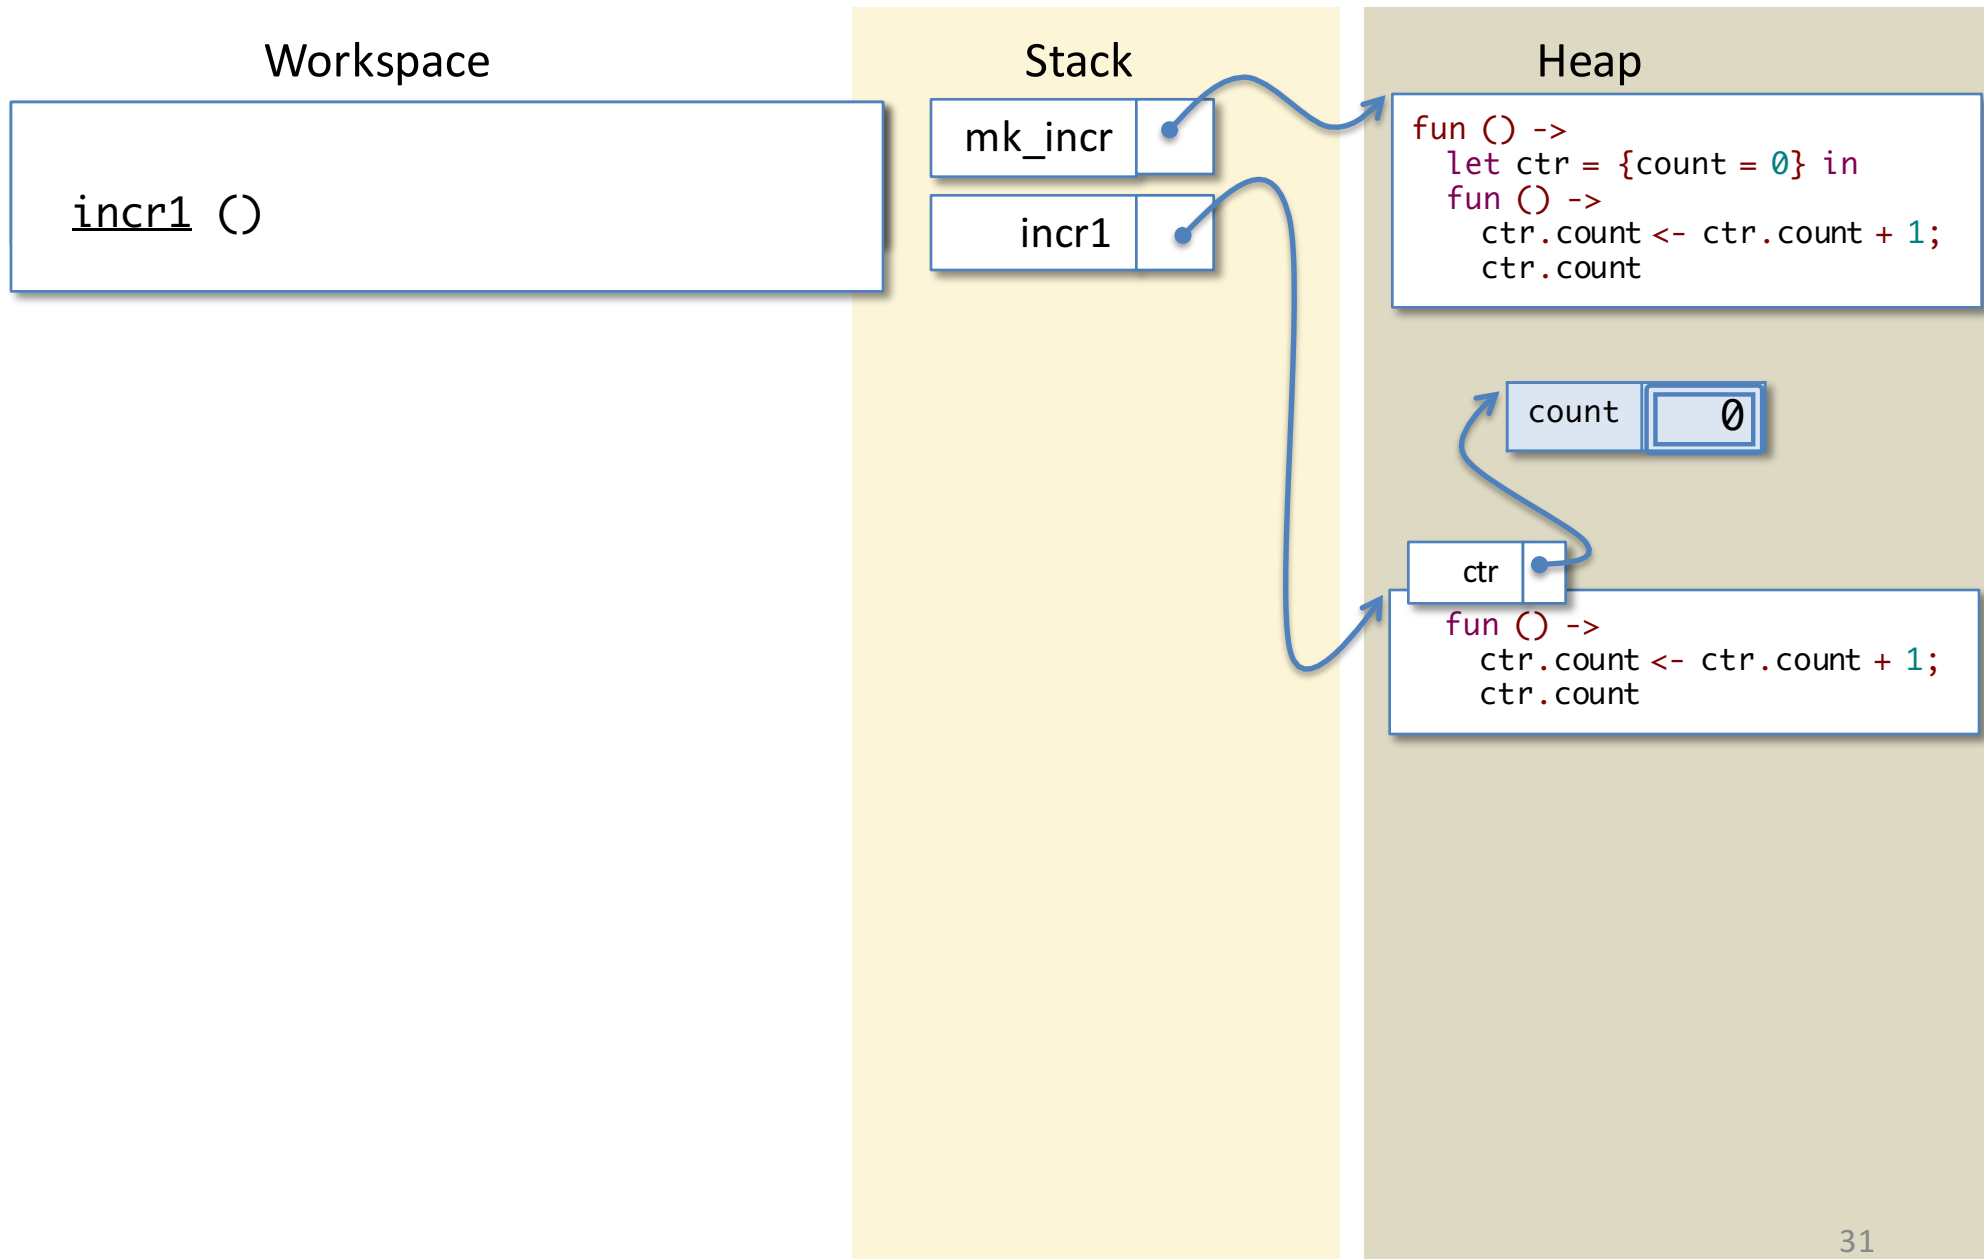 Workspace
Stack
Heap
incr1 ()
mk_incr
incr1
fun () ->
let ctr = {count = 0} in
fun () ->
ctr.count <- ctr.count + 1;
ctr.count
count 0
ctr
fun () ->
ctr.count <- ctr.count + 1;
ctr.count
31